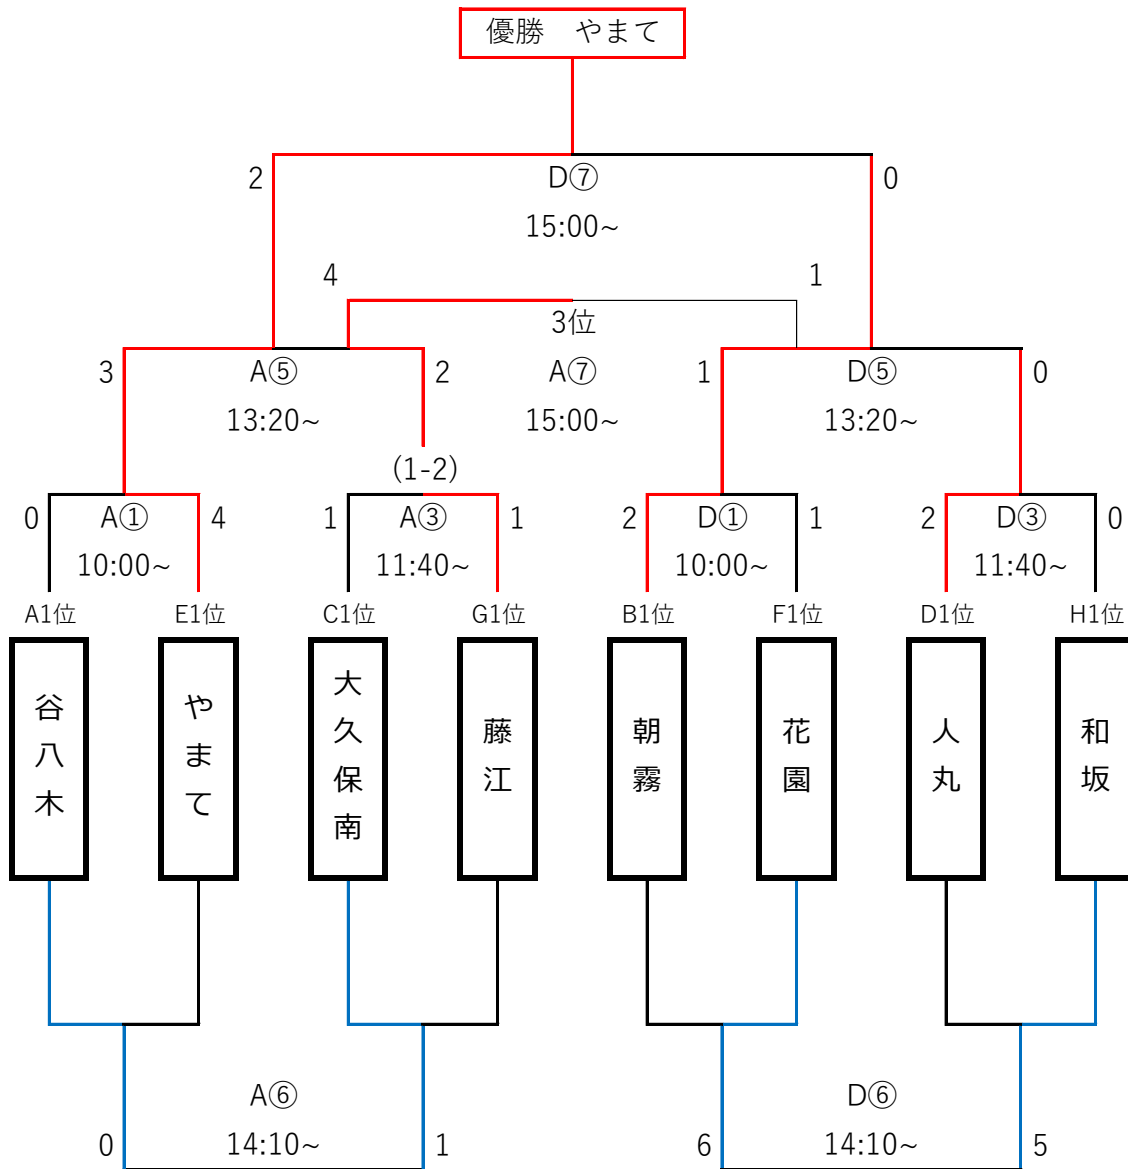 優勝　やまて
2 D⑦ 0
15:00~
4 1
3位
3 A⑤ 2 A⑦ 1 D⑤ 0
13:20~ 15:00~ 13:20~
(1-2)
0 A① 4 1 A③ 1 2 D① 1 2 D③ 0
10:00~ 11:40~ 10:00~ 11:40~
A1位 E1位 C1位 G1位 B1位 F1位 D1位 H1位
谷八木
やまて
大久保南
藤江
朝霧
花園
人丸
和坂
A⑥ D⑥
0 14:10~ 1 6 14:10~ 5